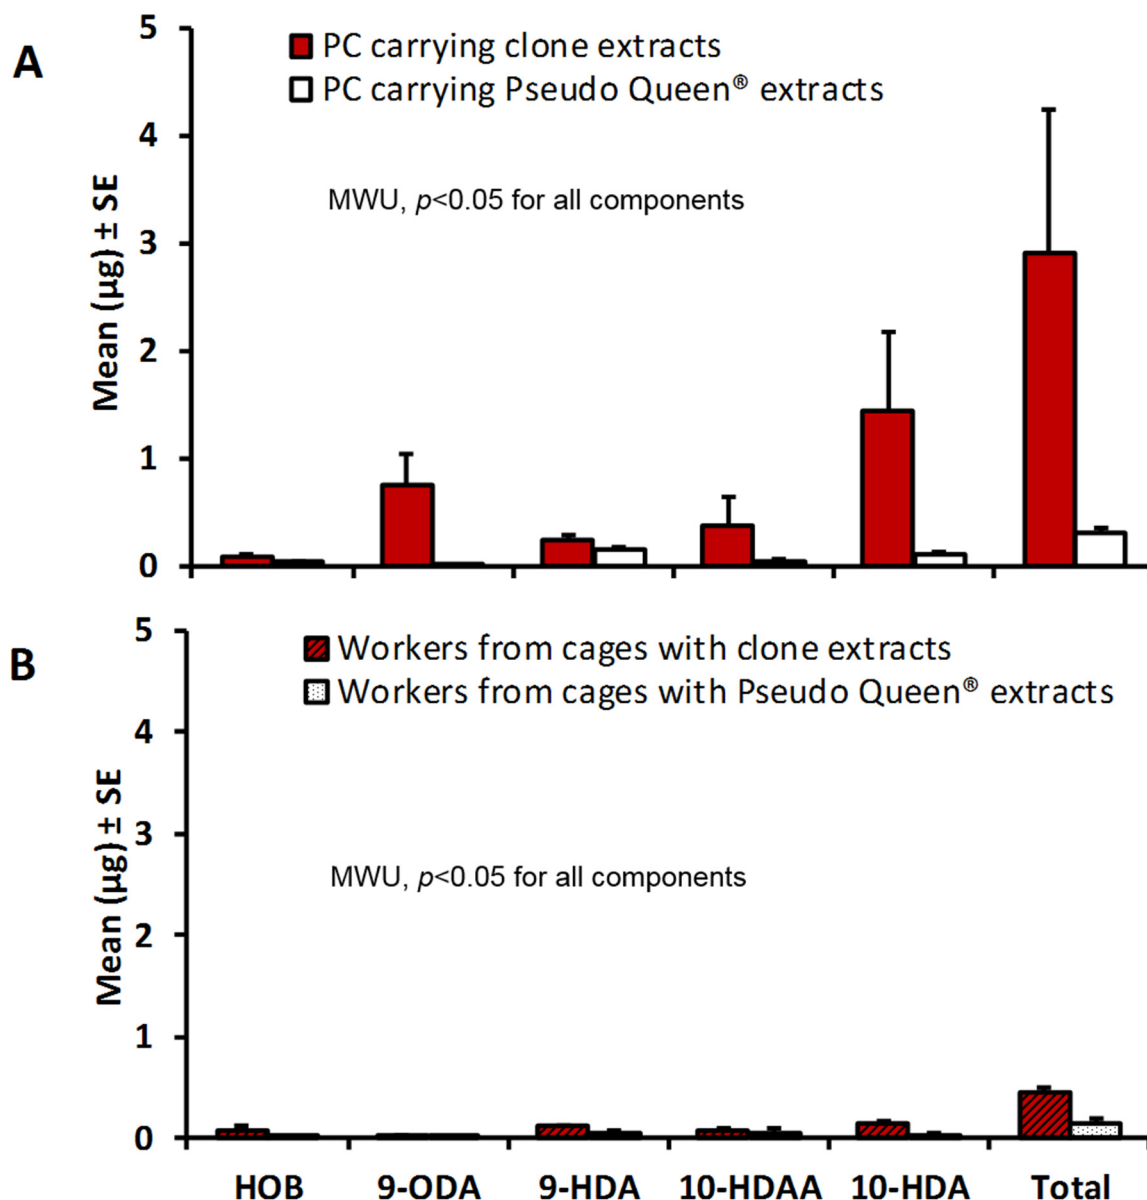 A
5
4
3
2
1
0
Mean (µg) ± SE
PC carrying clone extracts
PC carrying Pseudo Queen® extracts
MWU, p<0.05 for all components
B
5
4
3
2
1
0
Mean (µg) ± SE
Workers from cages with clone extracts
Workers from cages with Pseudo Queen® extracts
MWU, p<0.05 for all components
HOB 9-ODA 9-HDA 10-HDAA 10-HDA Total